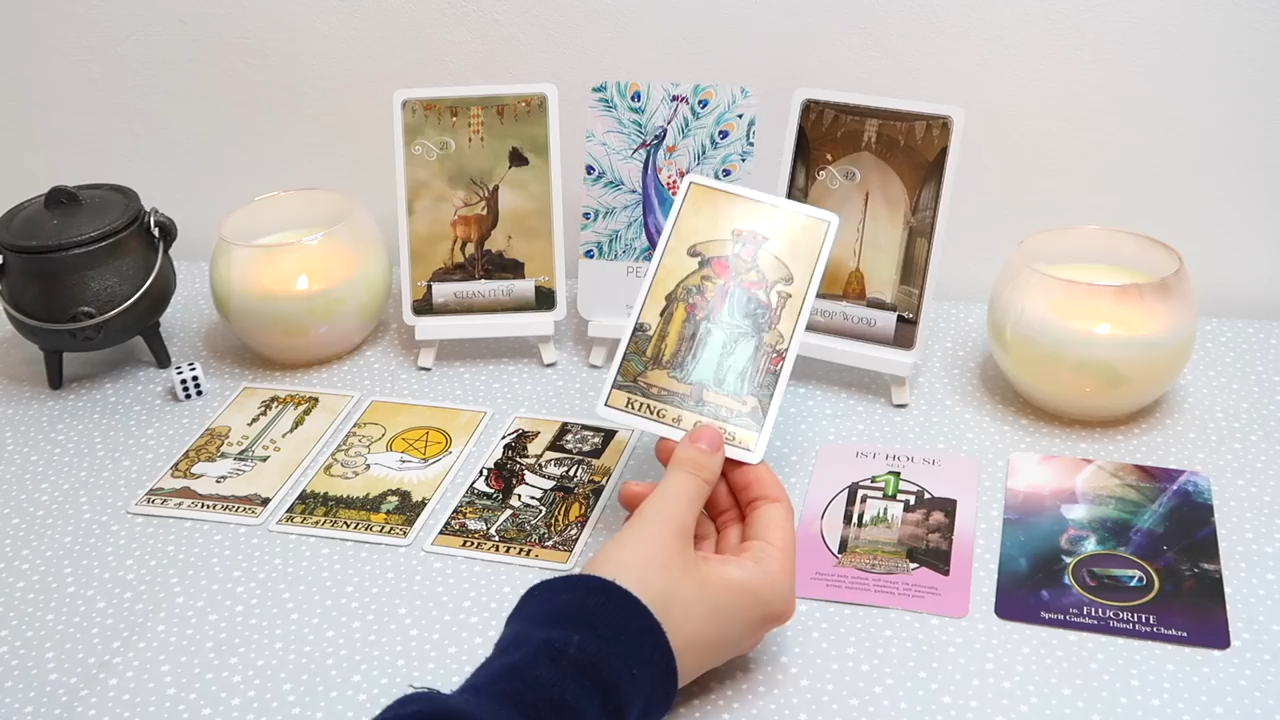 21
CLEAN IT UP
42
CHOP WOOD
KING of CUPS.
ACE of SWORDS.
ACE of PENTACLES
DEATH.
1ST HOUSE
SELF
1
16. FLUORITE
Spirit Guides – Third Eye Chakra